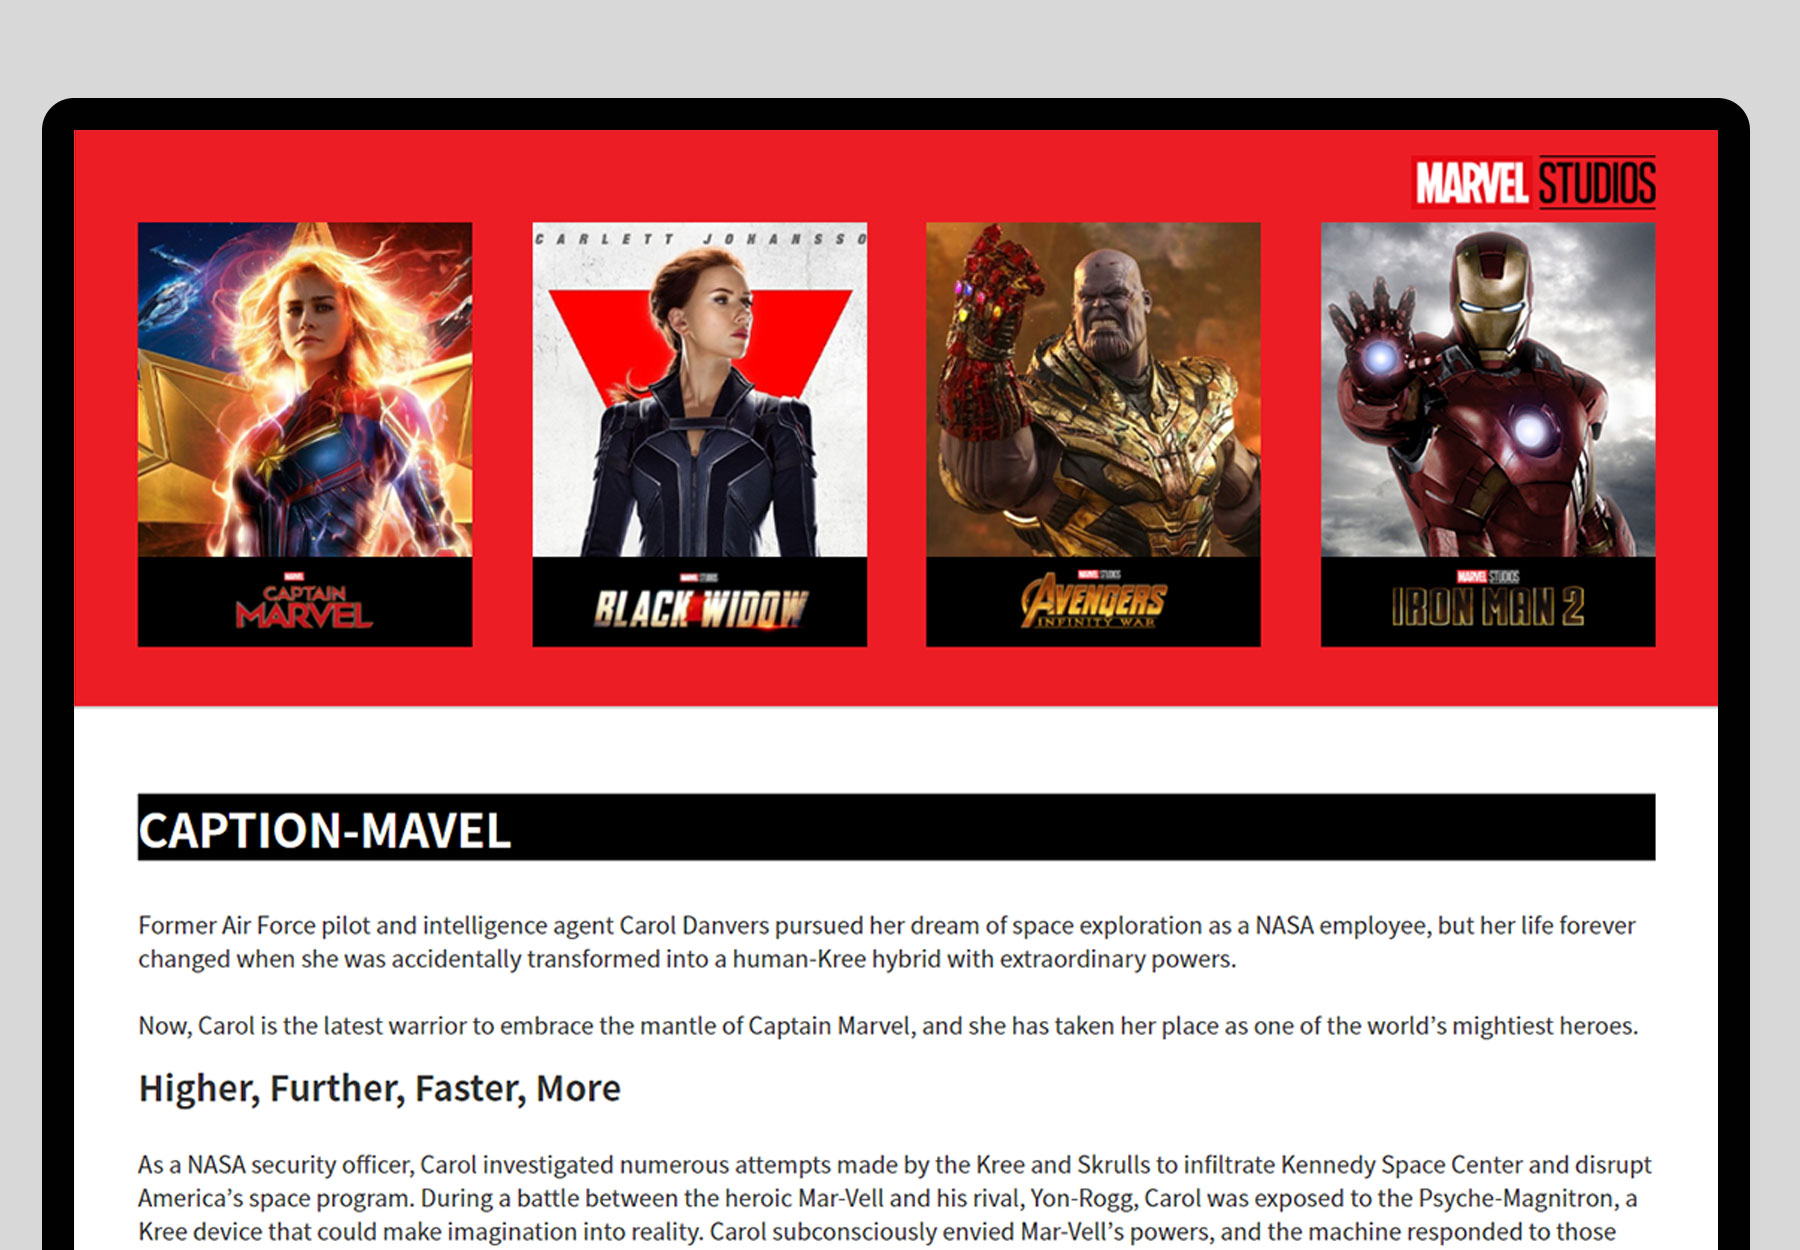 MARVEL STUDIOS
CARLETT JOHANSSO
MARVEL
CAPTAIN
MARVEL
MARVEL STUDIOS
BLACK WIDOW
MARVEL STUDIOS
AVENGERS
INFINITY WAR
MARVEL STUDIOS
IRON MAN 2
CAPTION-MAVEL
Former Air Force pilot and intelligence agent Carol Danvers pursued her dream of space exploration as a NASA employee, but her life forever
changed when she was accidentally transformed into a human-Kree hybrid with extraordinary powers.
Now, Carol is the latest warrior to embrace the mantle of Captain Marvel, and she has taken her place as one of the world’s mightiest heroes.
Higher, Further, Faster, More
As a NASA security officer, Carol investigated numerous attempts made by the Kree and Skrulls to infiltrate Kennedy Space Center and disrupt
America’s space program. During a battle between the heroic Mar-Vell and his rival, Yon-Rogg, Carol was exposed to the Psyche-Magnitron, a
Kree device that could make imagination into reality. Carol subconsciously envied Mar-Vell’s powers, and the machine responded to those